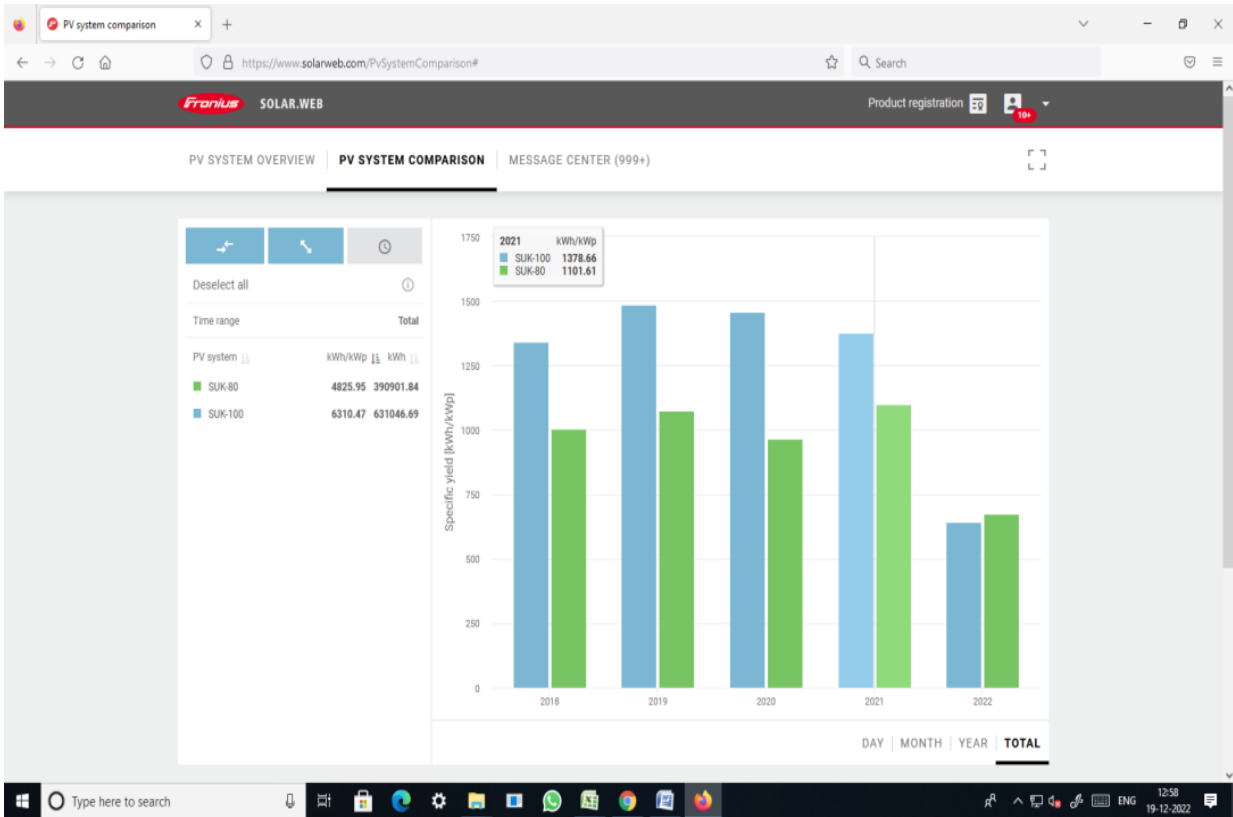 PV system comparison
https://www.solarweb.com/PvSystemComparison#
Search
Fronius SOLAR.WEB
Product registration
10+
PV SYSTEM OVERVIEW PV SYSTEM COMPARISON MESSAGE CENTER (999+)
Deselect all
Time range Total
PV system kWh/kWp kWh
SUK-80 4825.95 390901.84
SUK-100 6310.47 631046.69
2021 kWh/kWp
SUK-100 1378.66
SUK-80 1101.61
Specific yield [kWh/kWp]
1750
1500
1250
1000
750
500
250
0
2018 2019 2020 2021 2022
DAY MONTH YEAR TOTAL
Type here to search
ENG
12:58
19-12-2022